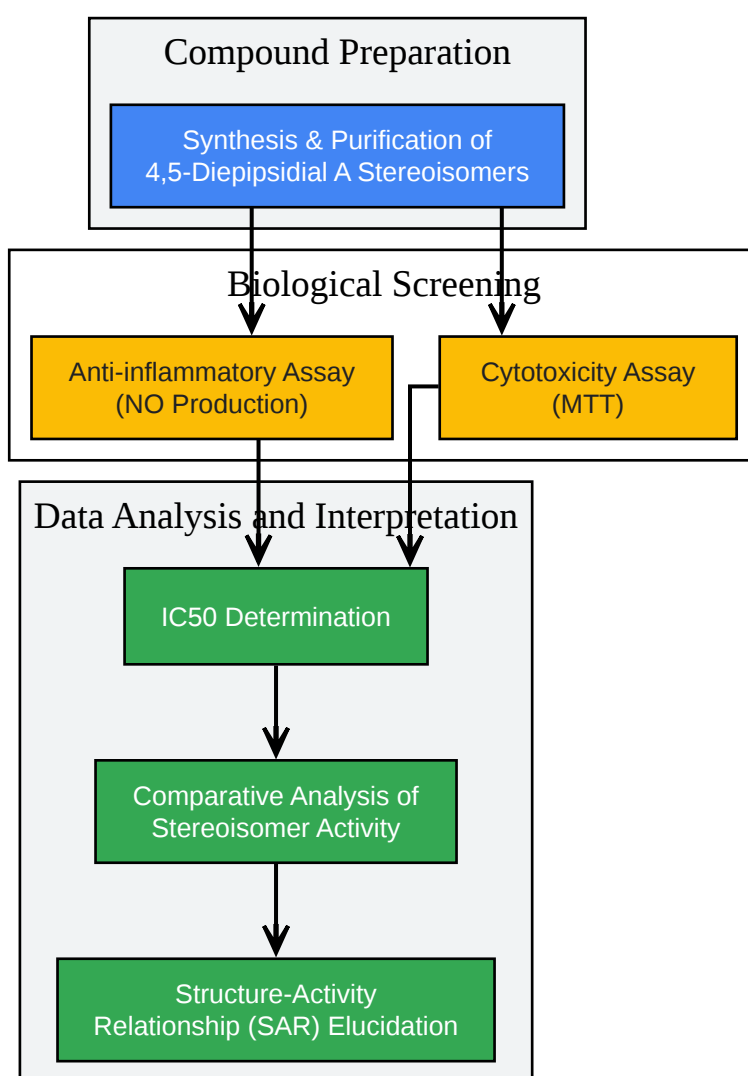 Compound Preparation
Synthesis & Purification of
4,5-Diepipsidial A Stereoisomers
Biological Screening
Anti-inflammatory Assay
(NO Production)
Cytotoxicity Assay
(MTT)
Data Analysis and Interpretation
IC50 Determination
Comparative Analysis of
Stereoisomer Activity
Structure-Activity
Relationship (SAR) Elucidation